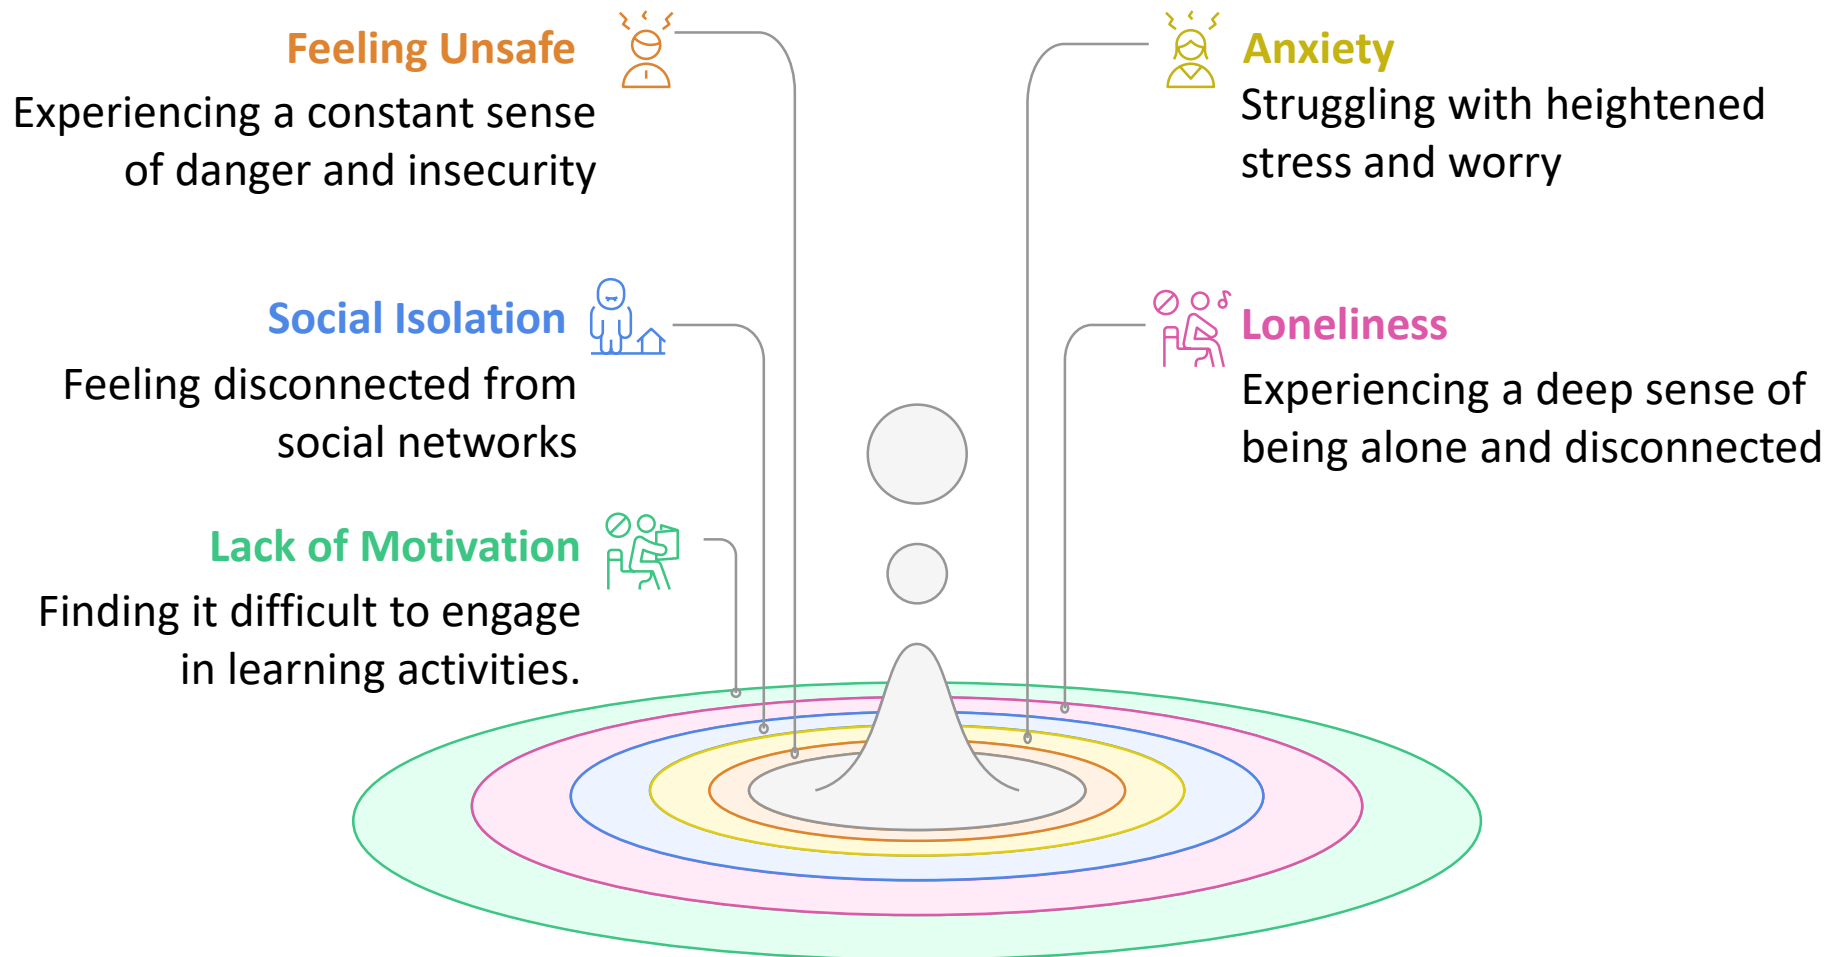 Feeling Unsafe
Experiencing a constant sense
of danger and insecurity
Anxiety
Struggling with heightened
stress and worry
Social Isolation
Feeling disconnected from
social networks
Loneliness
Experiencing a deep sense of
being alone and disconnected
Lack of Motivation
Finding it difficult to engage
in learning activities.